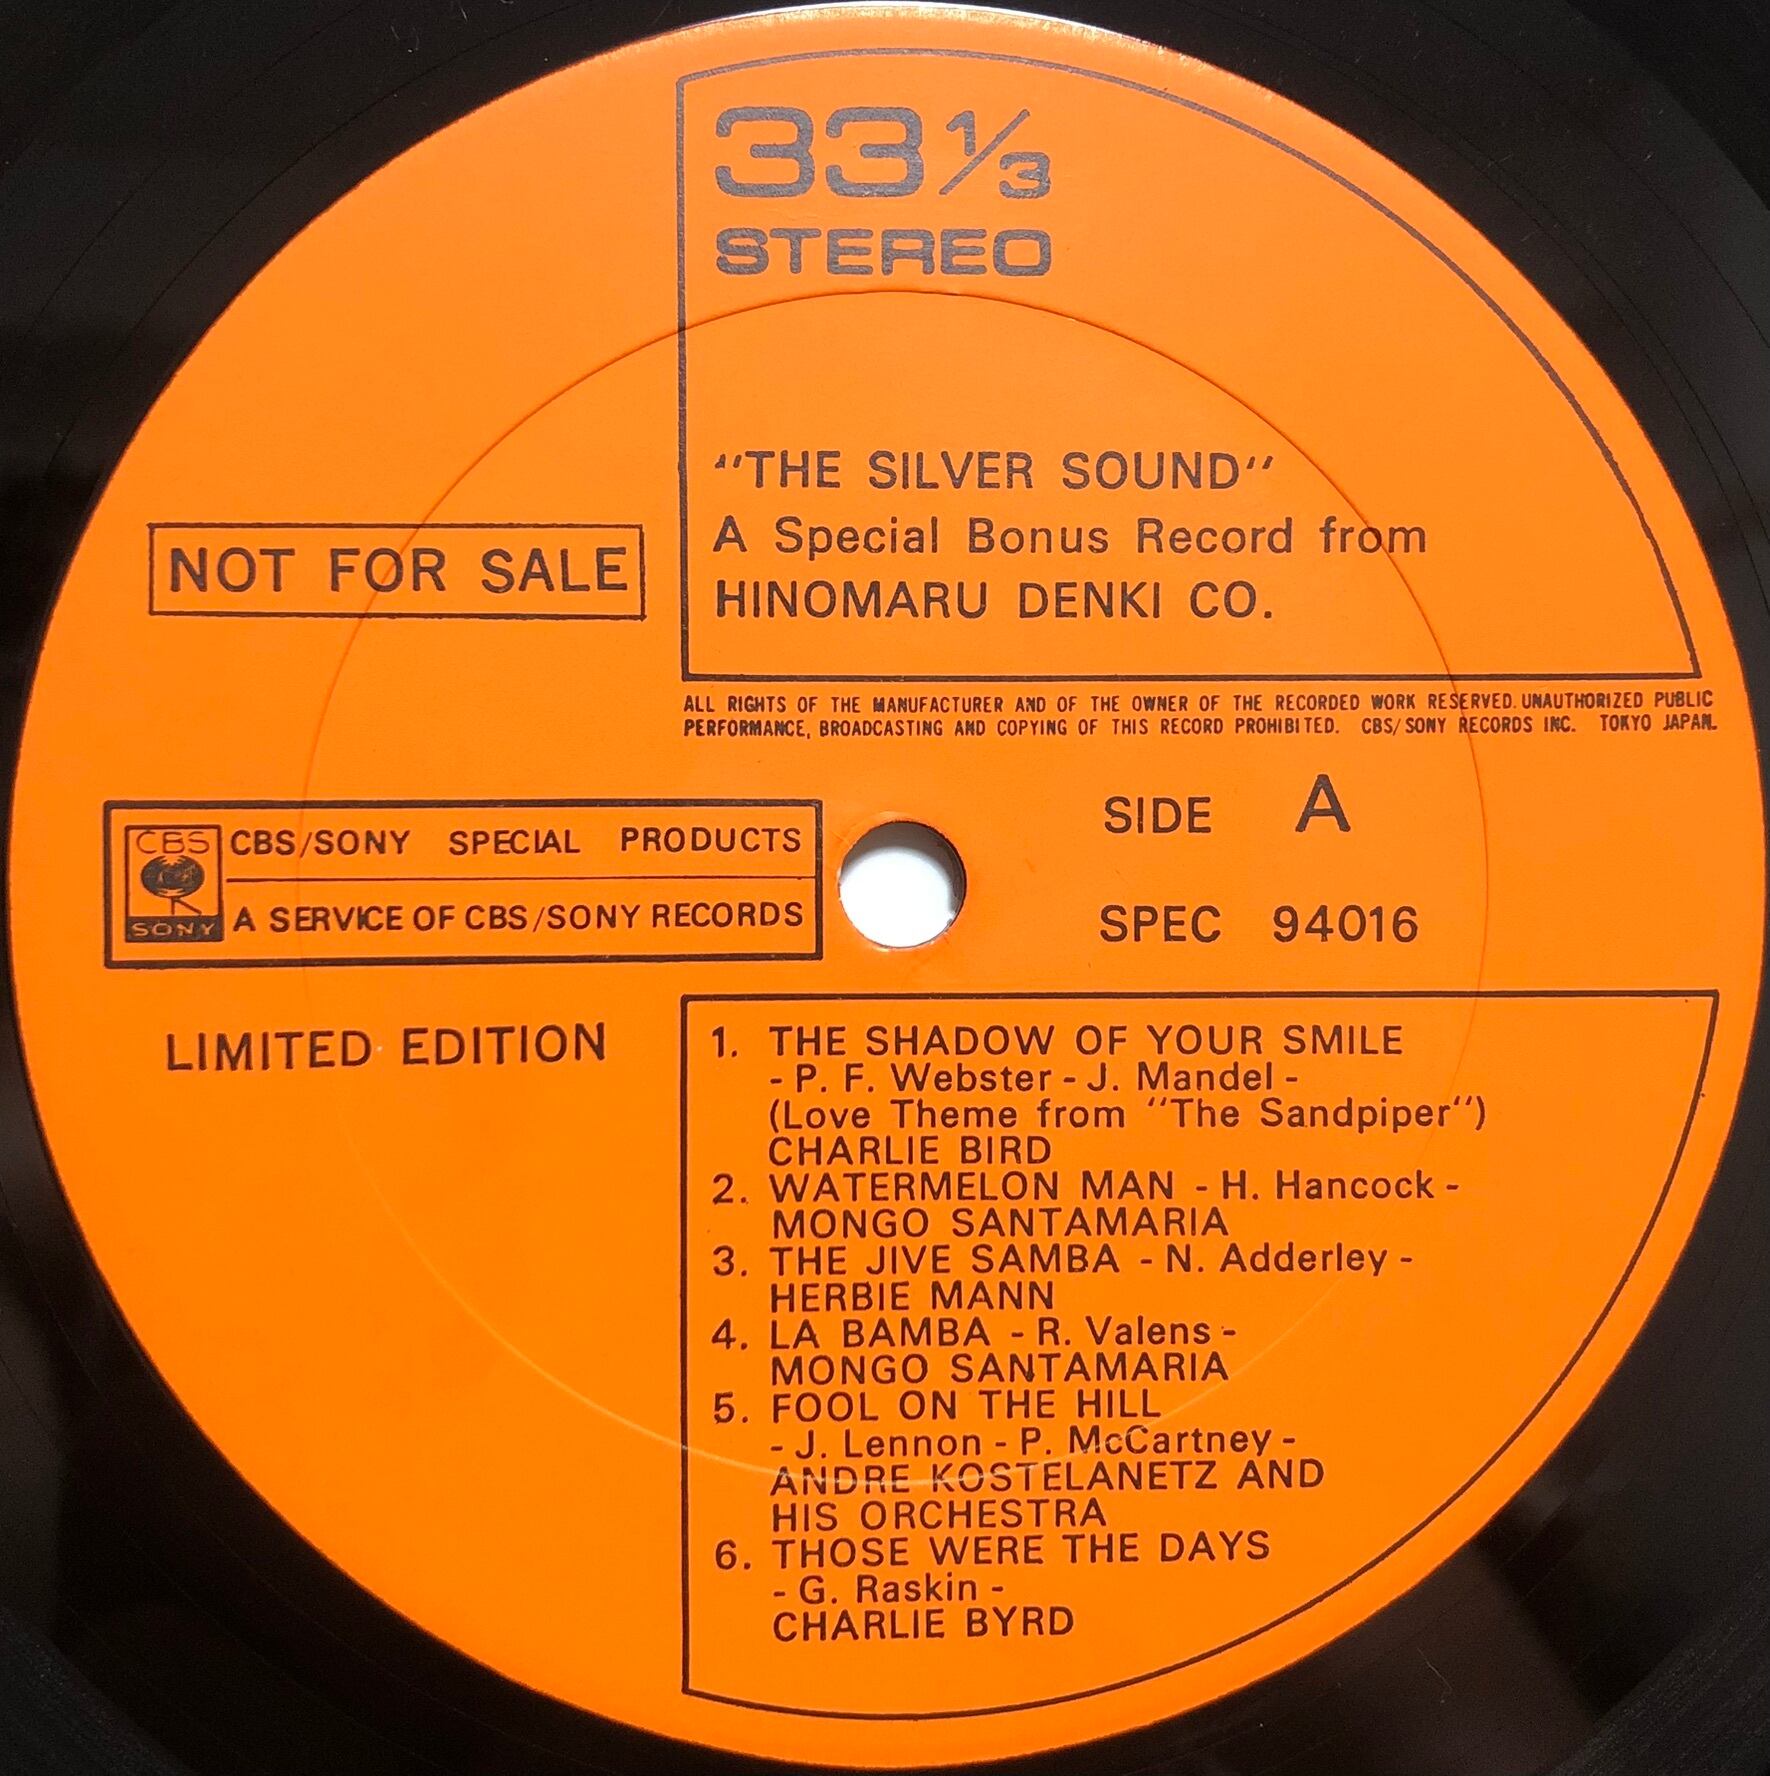 33 1/3
STEREO
"THE SILVER SOUND"
A Special Bonus Record from
HINOMARU DENKI CO.
NOT FOR SALE
ALL RIGHTS OF THE MANUFACTURER AND OF THE OWNER OF THE RECORDED WORK RESERVED. UNAUTHORIZED PUBLIC
PERFORMANCE, BROADCASTING AND COPYING OF THIS RECORD PROHIBITED. CBS/SONY RECORDS INC. TOKYO JAPAN.
CBS
SONY
CBS/SONY SPECIAL PRODUCTS
A SERVICE OF CBS/SONY RECORDS
SIDE A
SPEC 94016
LIMITED EDITION
1. THE SHADOW OF YOUR SMILE
- P. F. Webster - J. Mandel -
(Love Theme from "The Sandpiper")
CHARLIE BIRD
2. WATERMELON MAN - H. Hancock -
MONGO SANTAMARIA
3. THE JIVE SAMBA - N. Adderley -
HERBIE MANN
4. LA BAMBA - R. Valens -
MONGO SANTAMARIA
5. FOOL ON THE HILL
- J. Lennon - P. McCartney -
ANDRE KOSTELANETZ AND
HIS ORCHESTRA
6. THOSE WERE THE DAYS
- G. Raskin -
CHARLIE BYRD